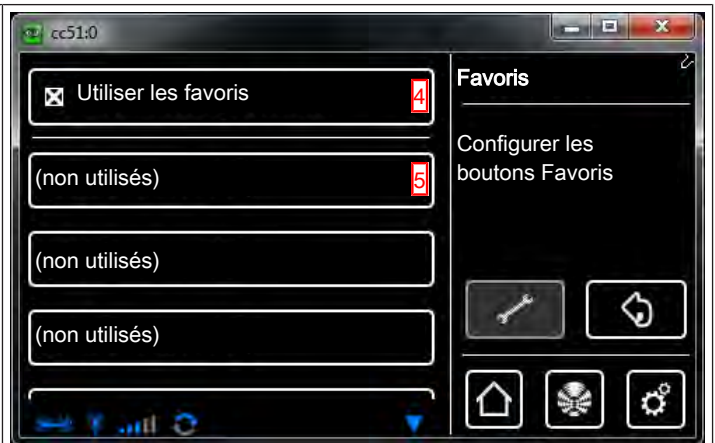 cc51:0
Utiliser les favoris
4
(non utilisés)
5
(non utilisés)
(non utilisés)
Favoris
Configurer les
boutons Favoris